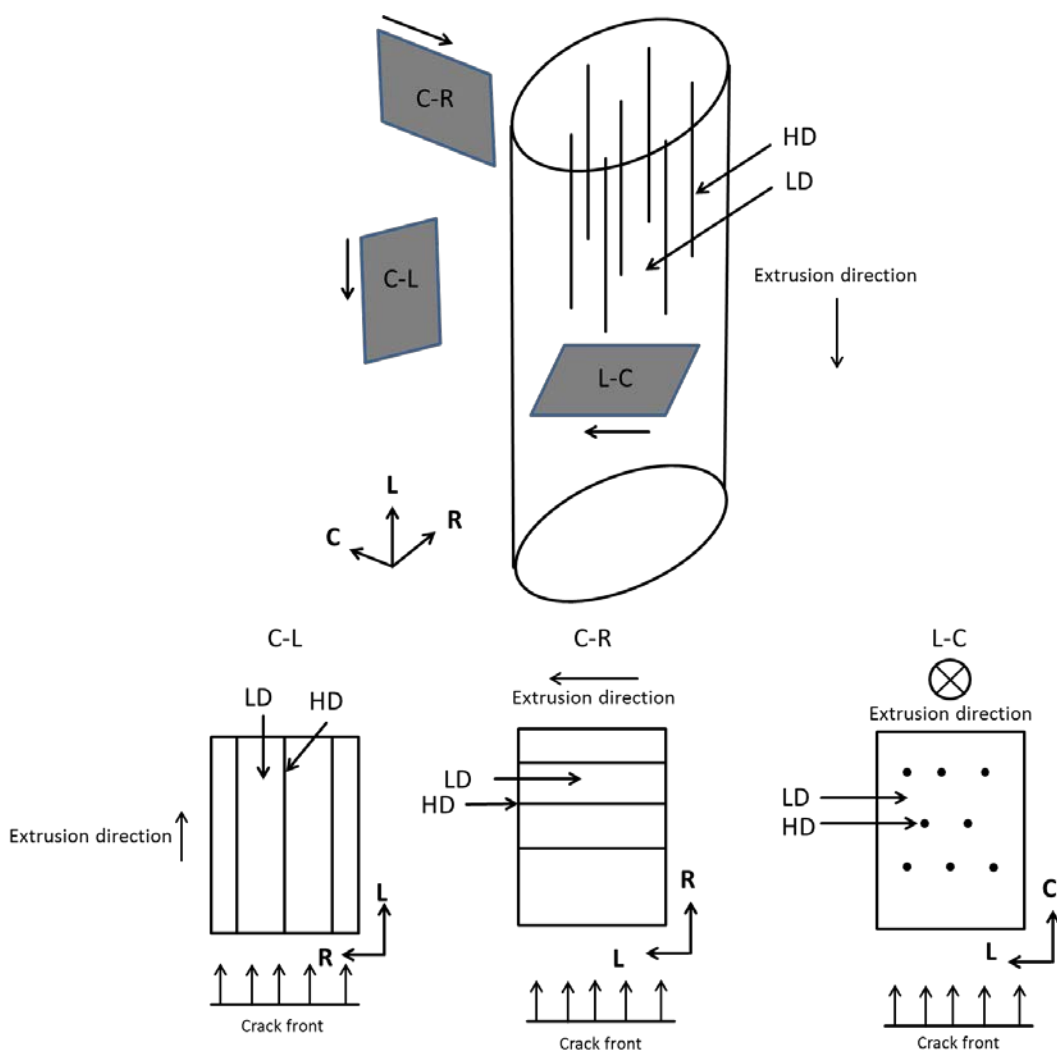 C-R
HD
LD
C-L
Extrusion direction
L-C
L
R
C
C-L
C-R
L-C
LD
HD
Extrusion direction
Extrusion direction
LD
HD
LD
HD
Extrusion direction
L
R
C
R
L
L
Crack front
Crack front
Crack front